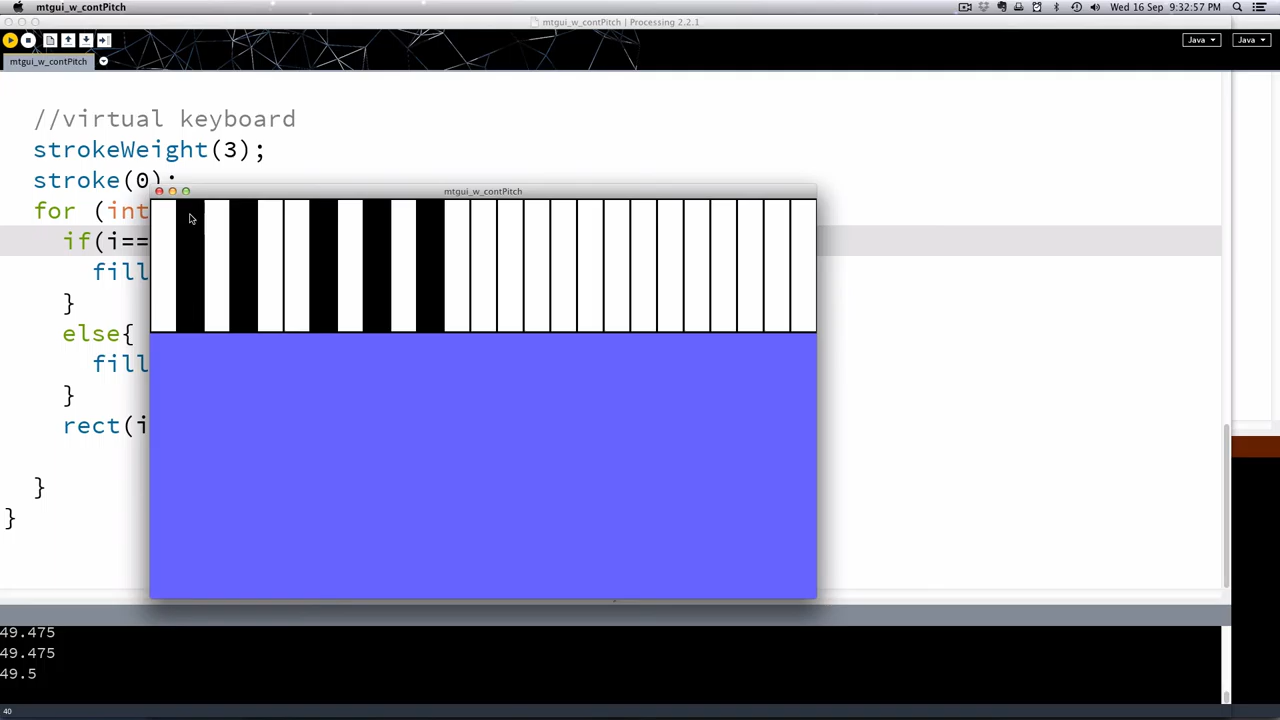 mtgui_w_contPitch
Wed 16 Sep 9:32:57 PM
mtgui_w_contPitch | Processing 2.2.1
Java
Java
mtgui_w_contPitch
//virtual keyboard
strokeWeight(3);
stroke(0);
mtgui_w_contPitch
for (int
if(i==
fill
}
else{
fill
}
rect(i
}
}
49.475
49.475
49.5
40